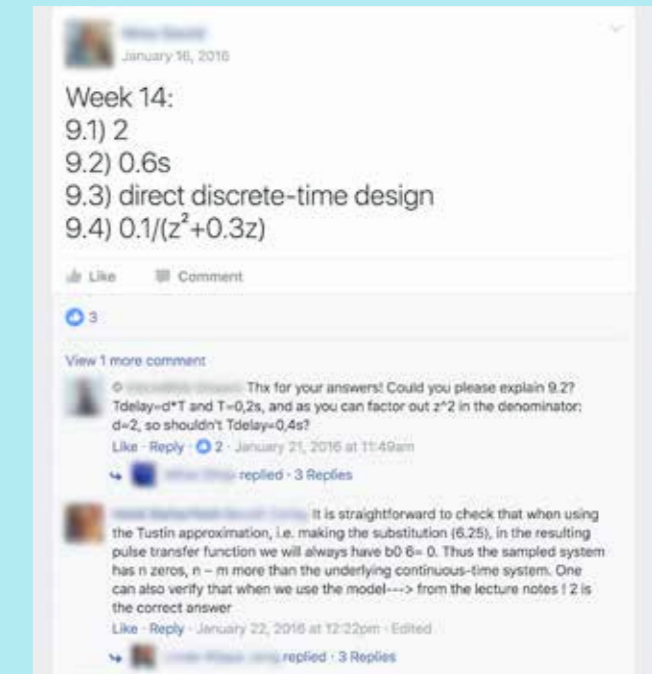 January 16, 2016
Week 14:
9.1) 2
9.2) 0.6s
9.3) direct discrete-time design
9.4) 0.1/(z²+0.3z)
Like Comment
3
View 1 more comment
Thx for your answers! Could you please explain 9.2?
Tdelay=d*T and T=0,2s, and as you can factor out z^2 in the denominator:
d=2, so shouldn't Tdelay=0,4s?
Like · Reply · 2 · January 21, 2016 at 11:49am
replied · 3 Replies
It is straightforward to check that when using
the Tustin approximation, i.e. making the substitution (6.25), in the resulting
pulse transfer function we will always have b0 6= 0. Thus the sampled system
has n zeros, n – m more than the underlying continuous-time system. One
can also verify that when we use the model---> from the lecture notes ! 2 is
the correct answer
Like · Reply · January 22, 2016 at 12:22pm · Edited
replied · 3 Replies